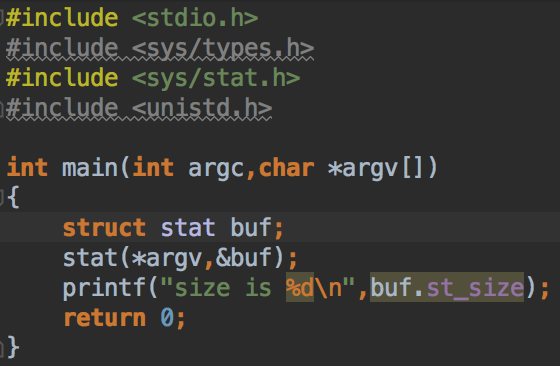 #include <stdio.h>
#include <sys/types.h>
#include <sys/stat.h>
#include <unistd.h>
int main(int argc,char *argv[])
{
struct stat buf;
stat(*argv,&buf);
printf("size is %d\n",buf.st_size);
return 0;
}